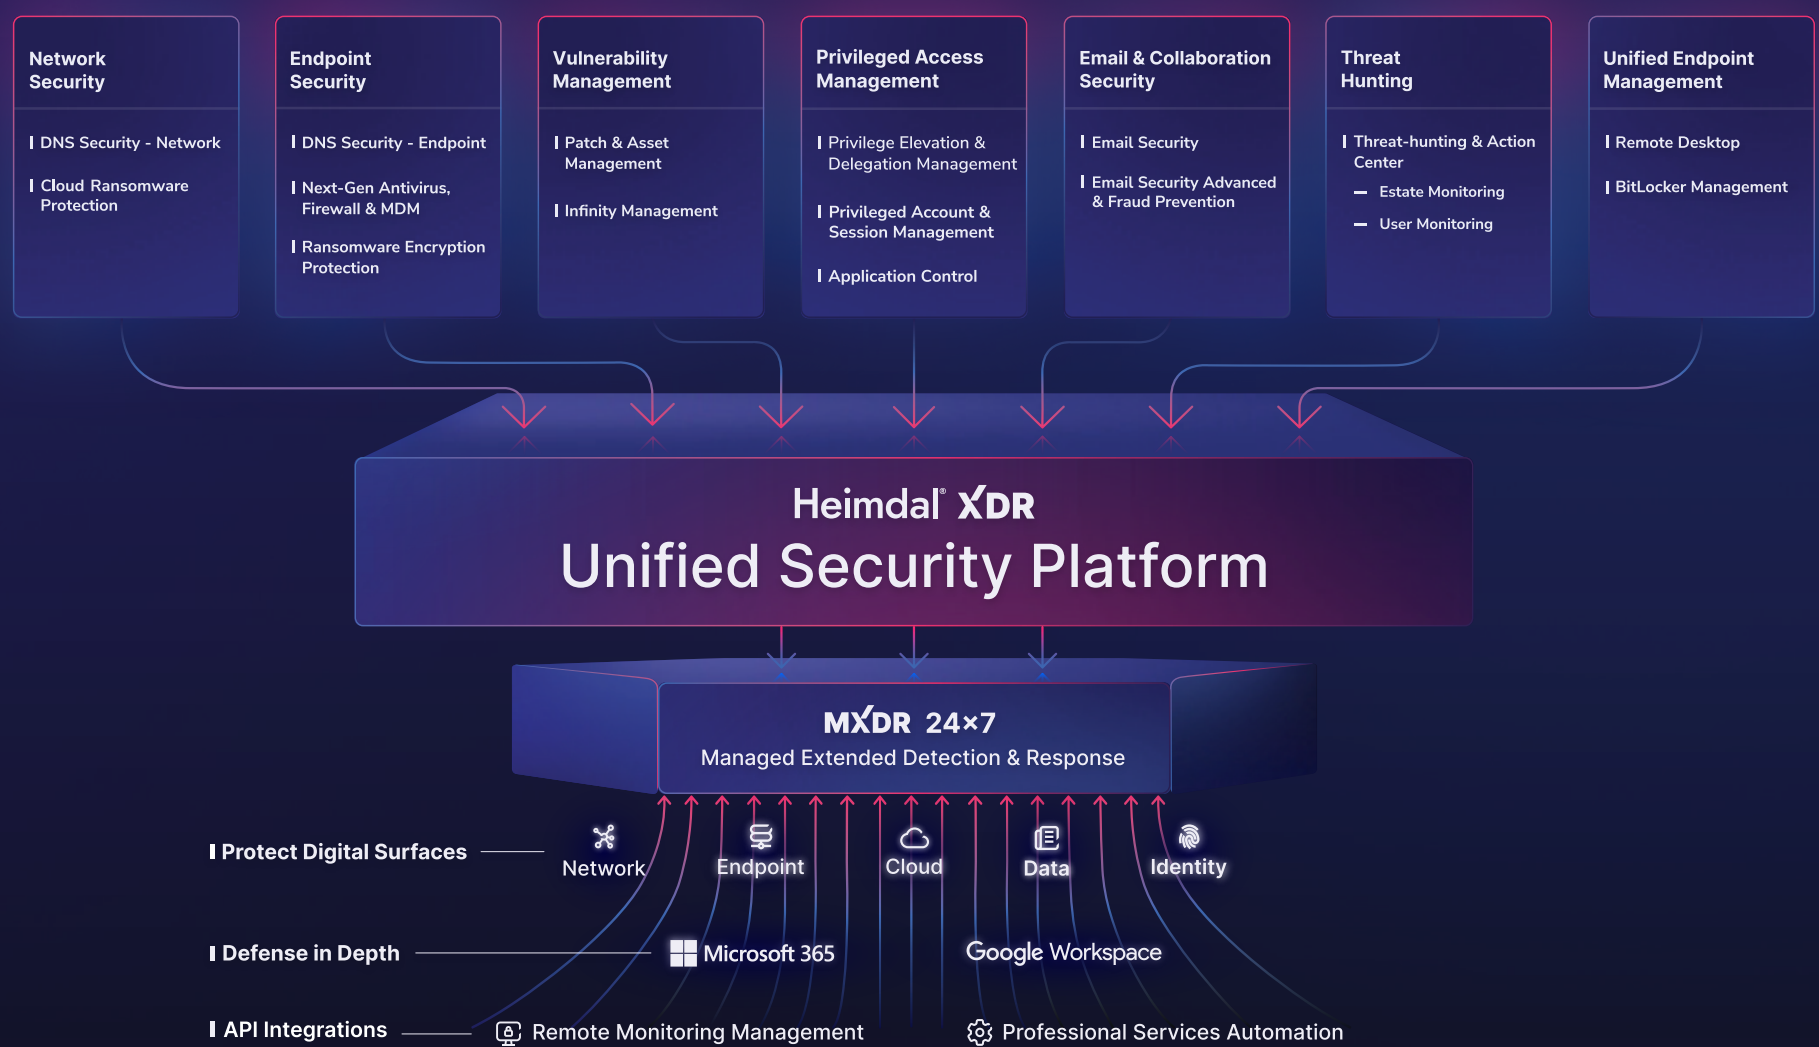 Network
Security
DNS Security - Network
Cloud Ransomware
Protection
Endpoint
Security
DNS Security - Endpoint
Next-Gen Antivirus,
Firewall & MDM
Ransomware Encryption
Protection
Vulnerability
Management
Patch & Asset
Management
Infinity Management
Privileged Access
Management
Privilege Elevation &
Delegation Management
Privileged Account &
Session Management
Application Control
Email & Collaboration
Security
Email Security
Email Security Advanced
& Fraud Prevention
Threat
Hunting
Threat-hunting & Action
Center
Estate Monitoring
User Monitoring
Unified Endpoint
Management
Remote Desktop
BitLocker Management
Heimdal® XDR
Unified Security Platform
MXDR 24×7
Managed Extended Detection & Response
Protect Digital Surfaces
Network
Endpoint
Cloud
Data
Identity
Defense in Depth
Microsoft 365
Google Workspace
API Integrations
Remote Monitoring Management
Professional Services Automation